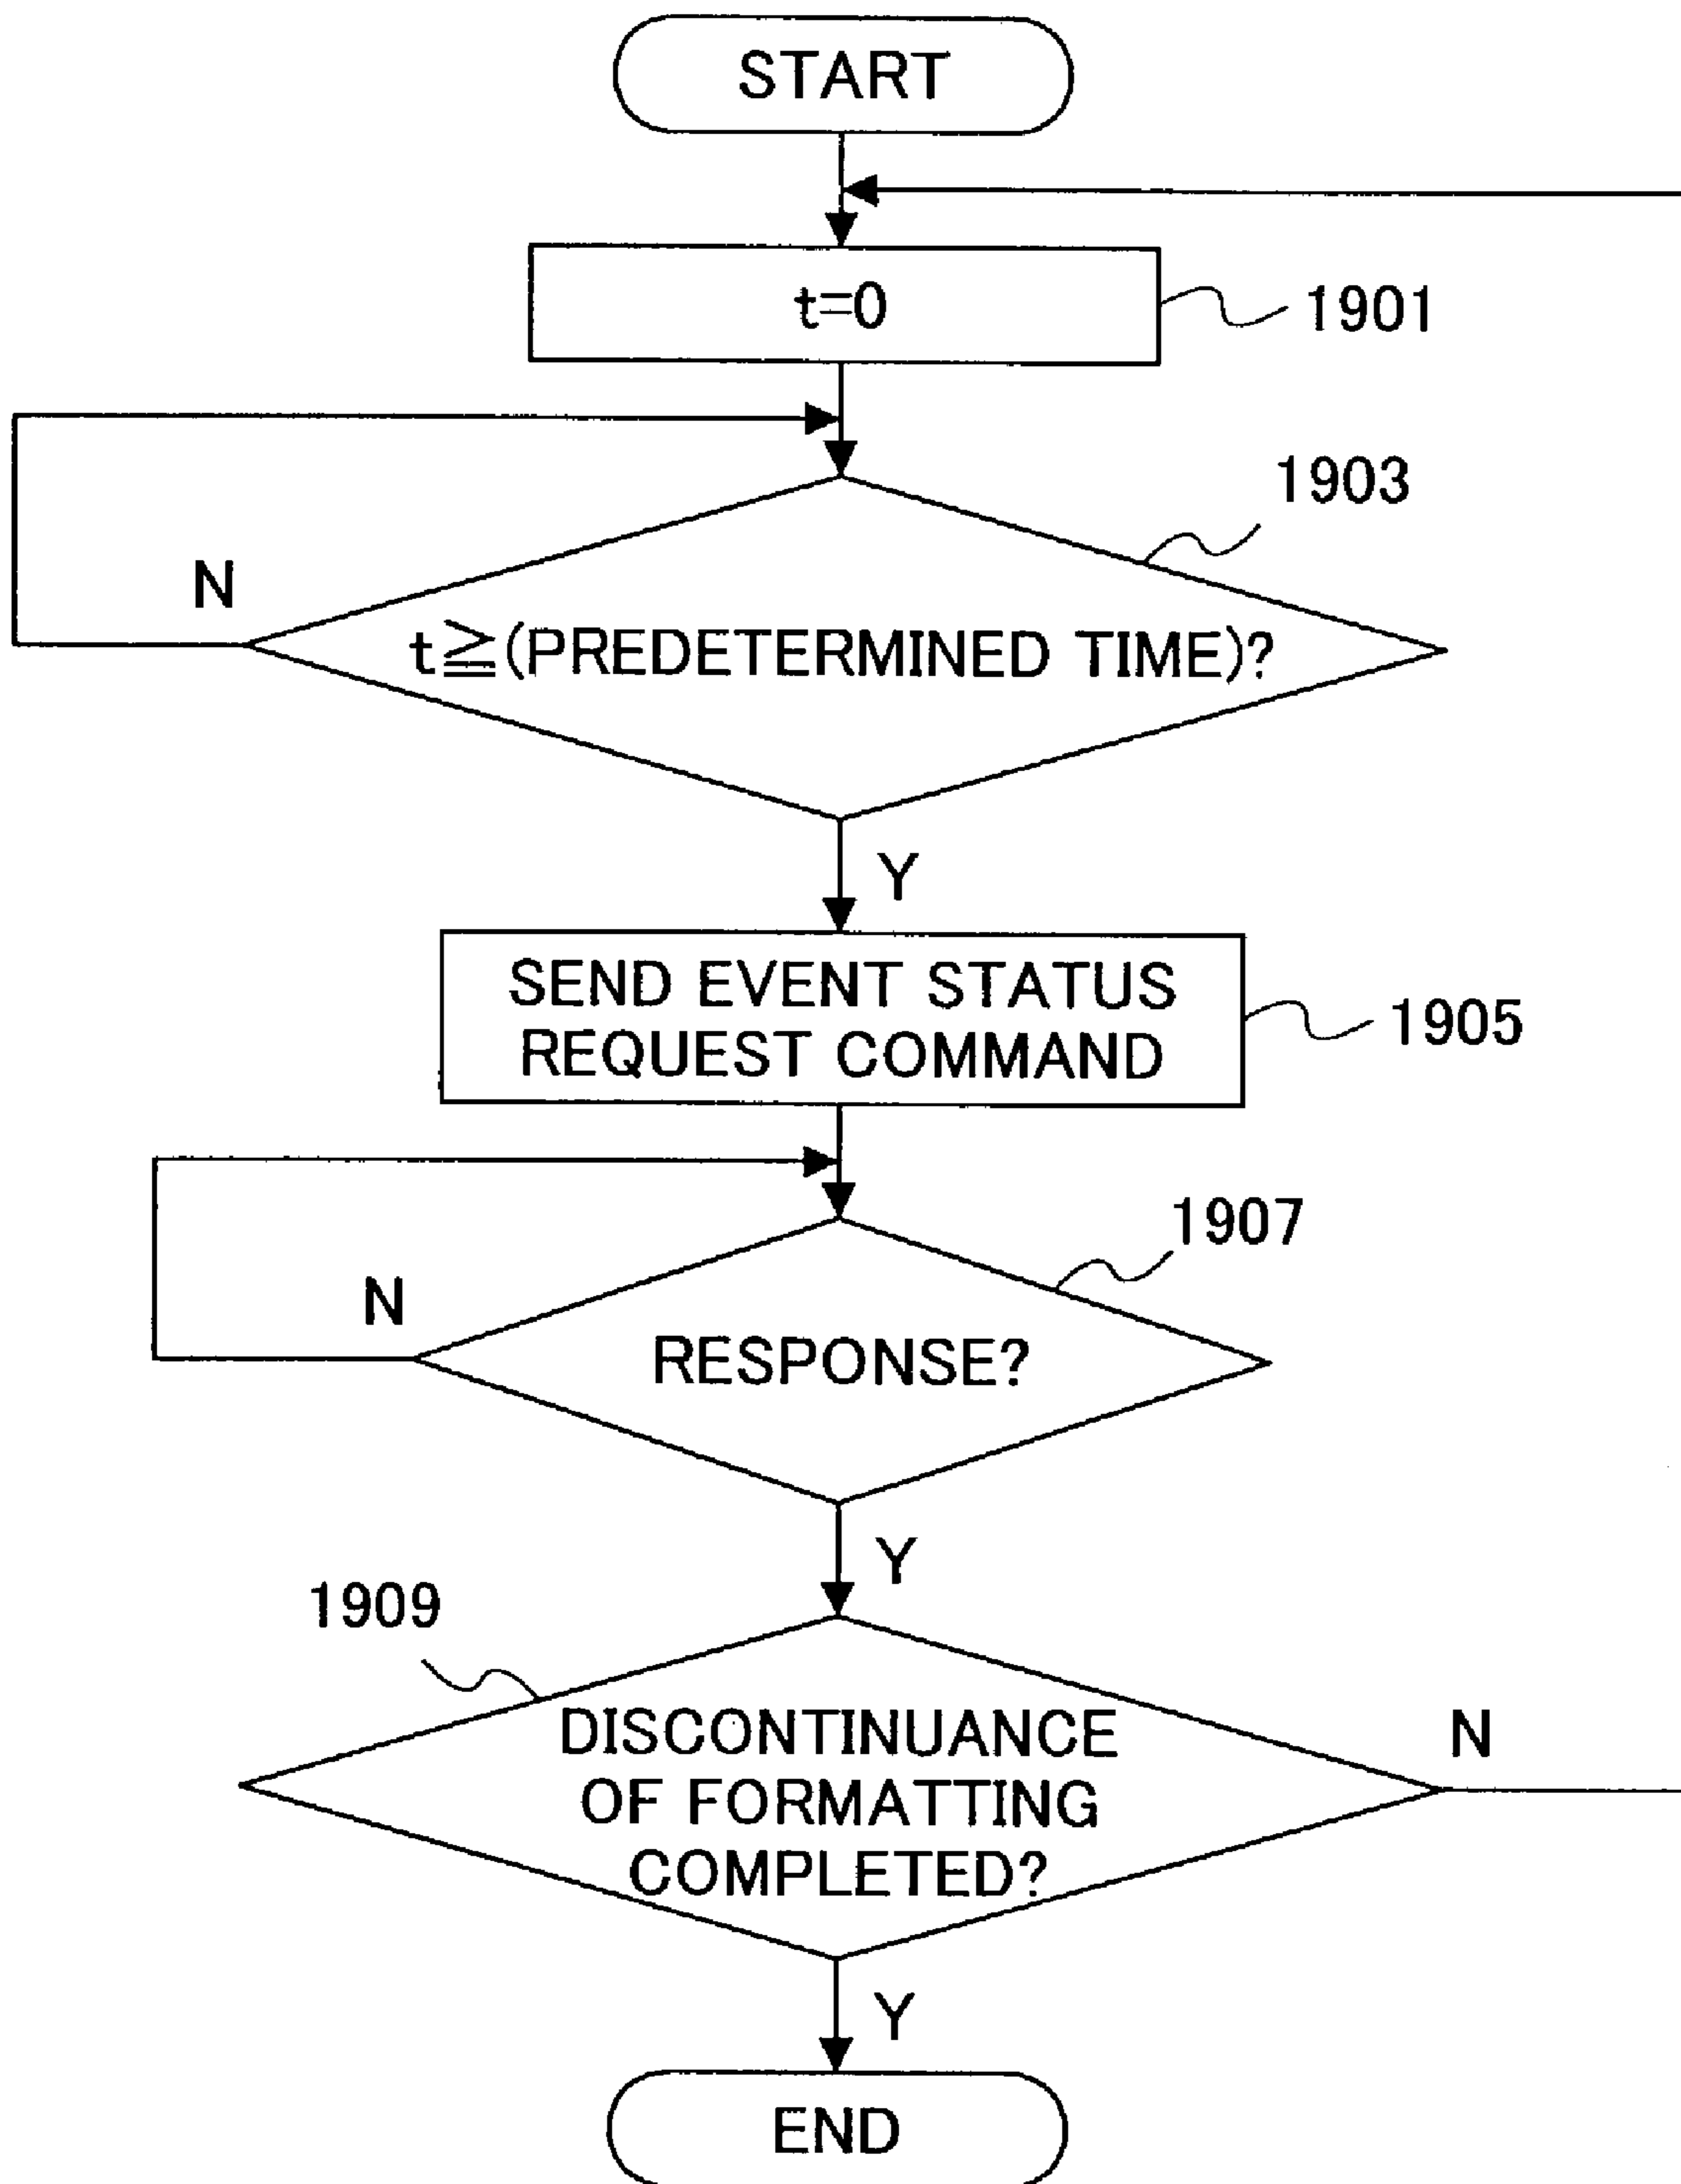 START
t=0
1901
1903
N
t≧(PREDETERMINED TIME)?
Y
SEND EVENT STATUS
REQUEST COMMAND
1905
1907
N
RESPONSE?
Y
1909
DISCONTINUANCE
OF FORMATTING
COMPLETED?
N
Y
END